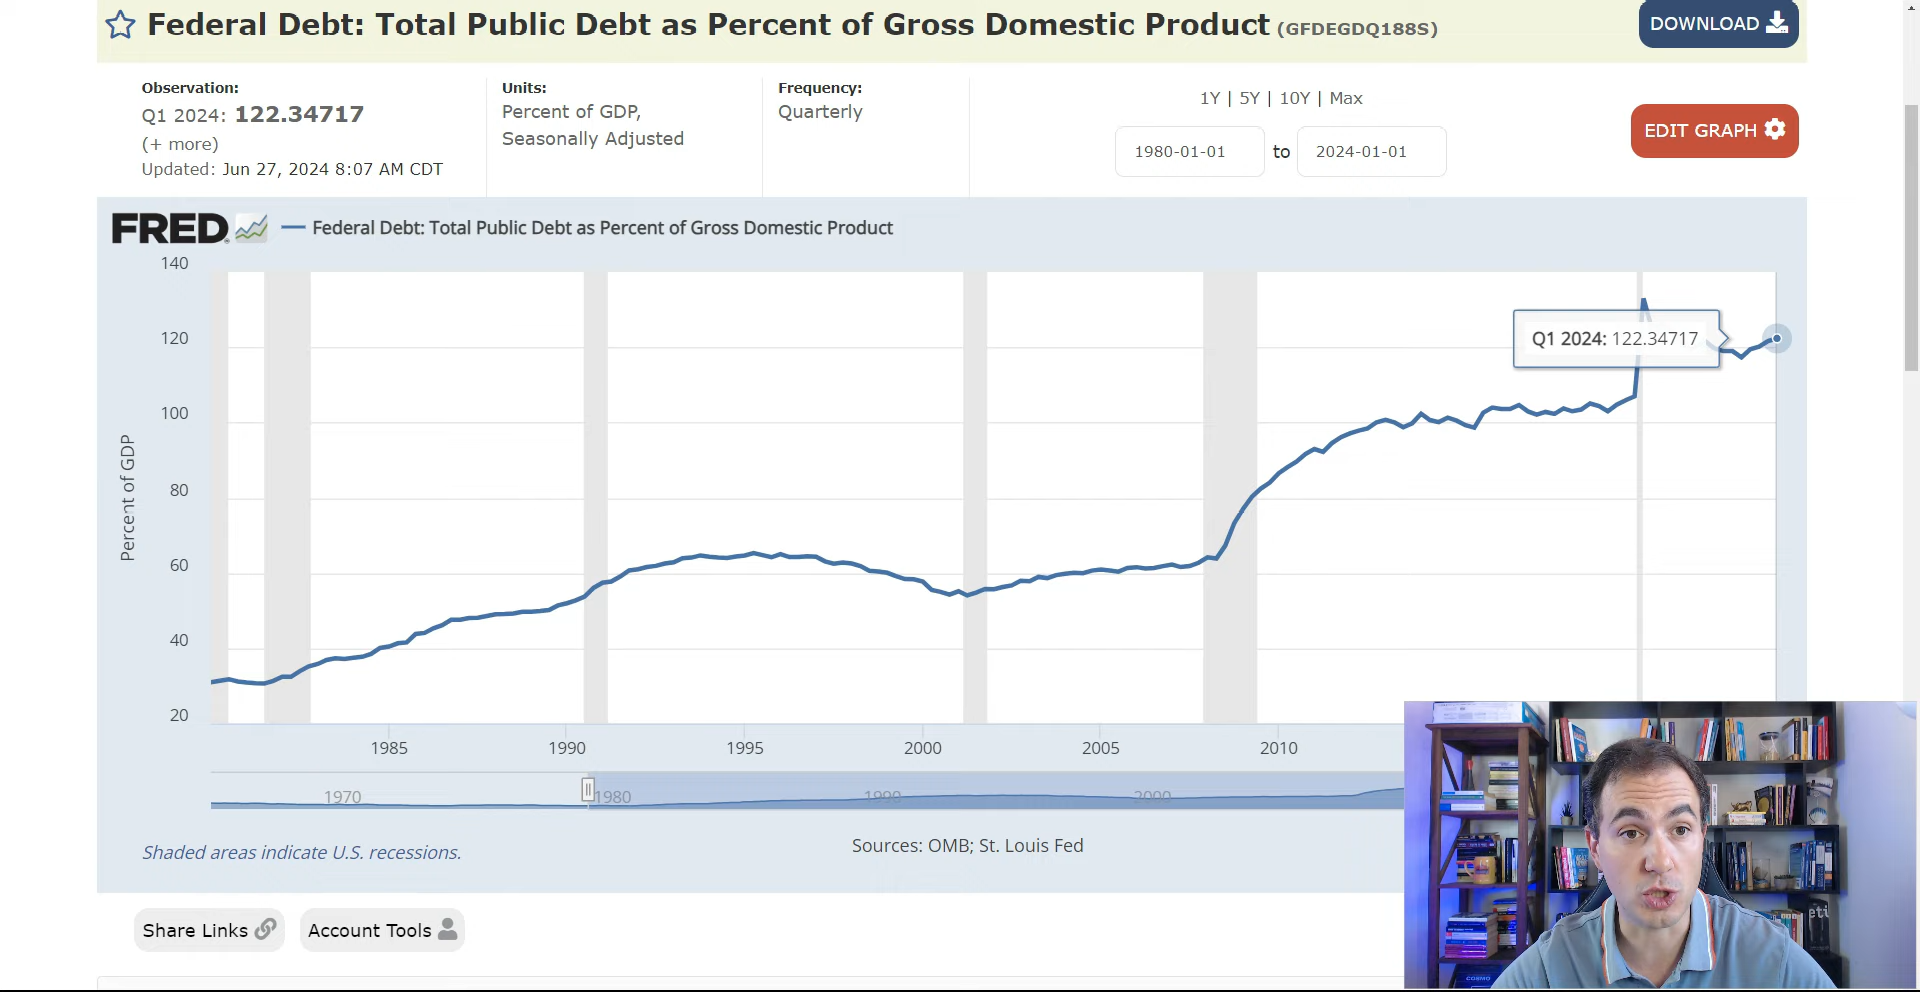 Federal Debt: Total Public Debt as Percent of Gross Domestic Product (GFDEGDQ188S)
DOWNLOAD
Observation:
Q1 2024: 122.34717
(+ more)
Updated: Jun 27, 2024 8:07 AM CDT
Units:
Percent of GDP,
Seasonally Adjusted
Frequency:
Quarterly
1Y | 5Y | 10Y | Max
1980-01-01 to 2024-01-01
EDIT GRAPH
FRED
Federal Debt: Total Public Debt as Percent of Gross Domestic Product
140
120
100
80
60
40
20
Percent of GDP
Q1 2024: 122.34717
1985
1990
1995
2000
2005
2010
1970
1980
1990
2000
Shaded areas indicate U.S. recessions.
Sources: OMB; St. Louis Fed
Share Links
Account Tools
COSMO